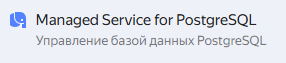 Managed Service for PostgreSQL
Управление базой данных PostgreSQL